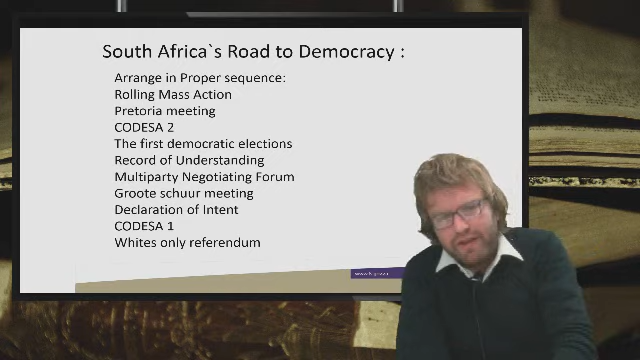 South Africa`s Road to Democracy :
Arrange in Proper sequence:
Rolling Mass Action
Pretoria meeting
CODESA 2
The first democratic elections
Record of Understanding
Multiparty Negotiating Forum
Groote schuur meeting
Declaration of Intent
CODESA 1
Whites only referendum